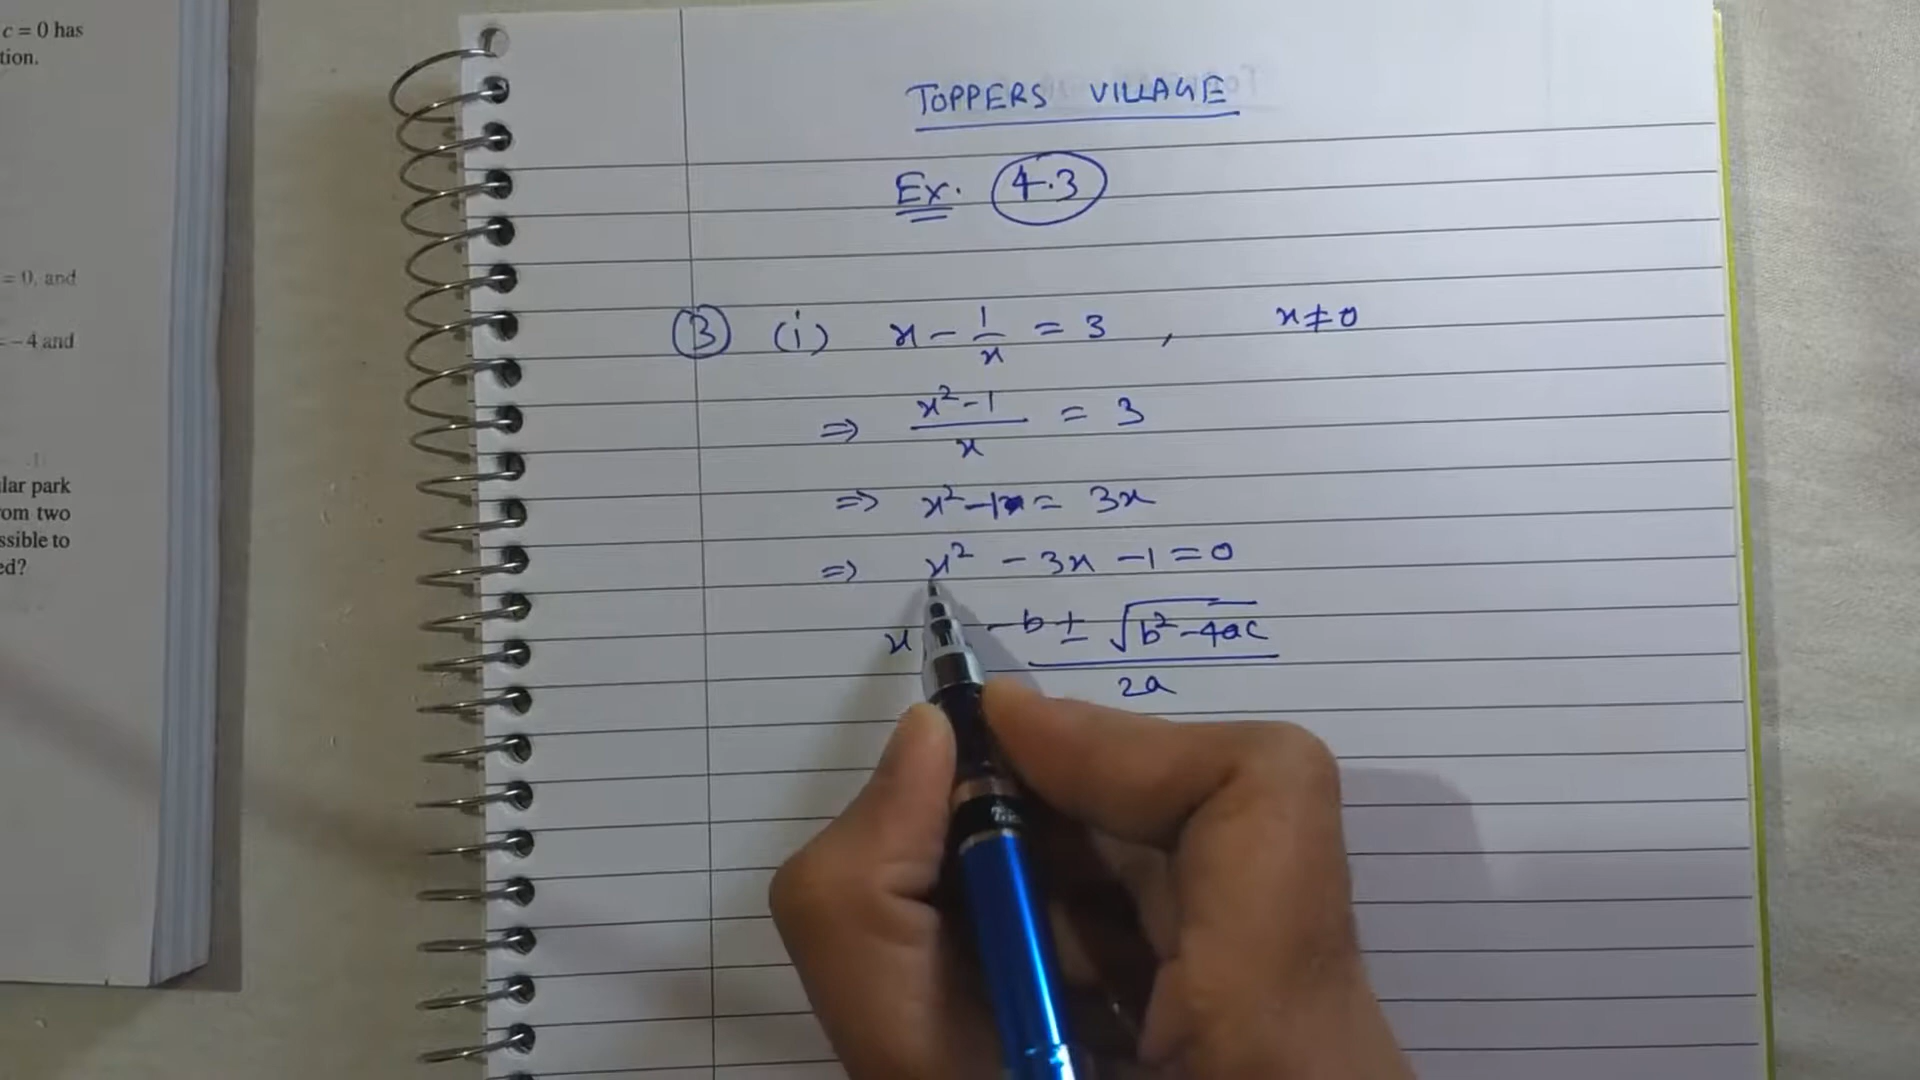 c = 0 has
tion.
= 0, and
= – 4 and
lar park
om two
ssible to
ed?
TOPPERS VILLAGE
Ex. 4.3
3 (i) x - 1/x = 3 , x ≠ 0
⇒ x² - 1 / x = 3
⇒ x² - 1 = 3x
⇒ x² - 3x - 1 = 0
x - b ± √b² - 4ac / 2a